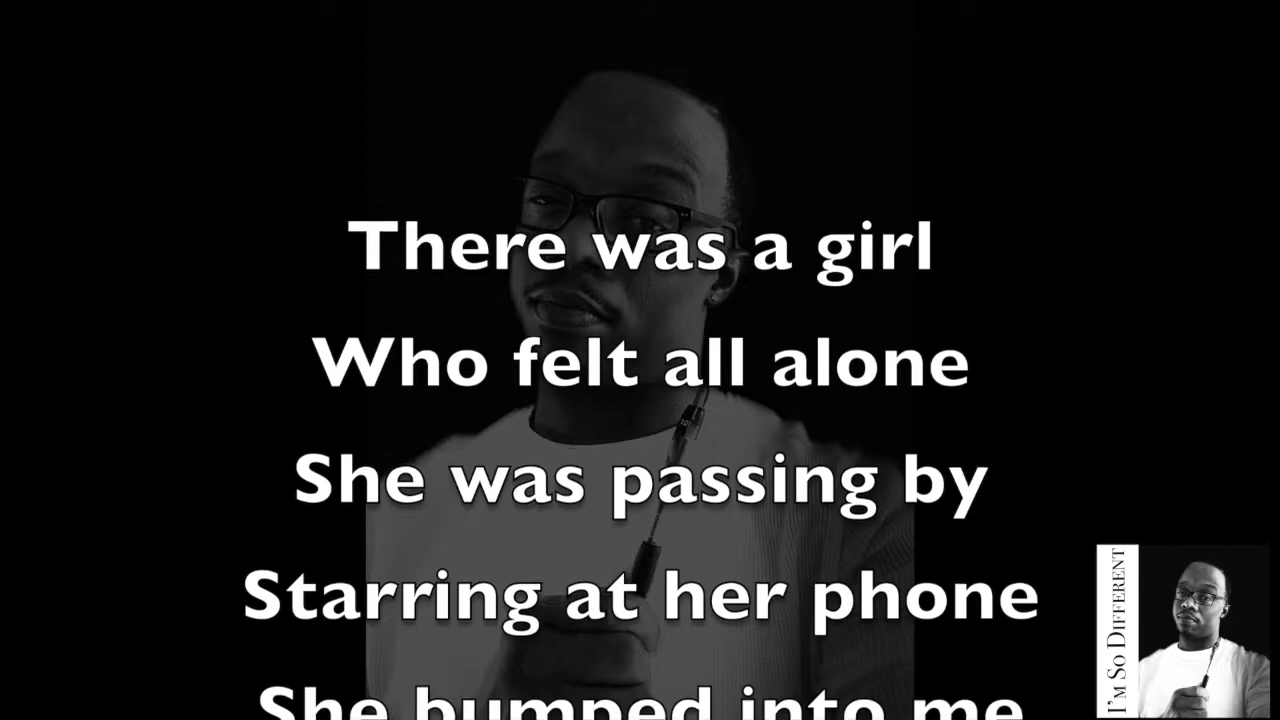 There was a girl
Who felt all alone
She was passing by
Starring at her phone
She bumped into me
I'm So Different